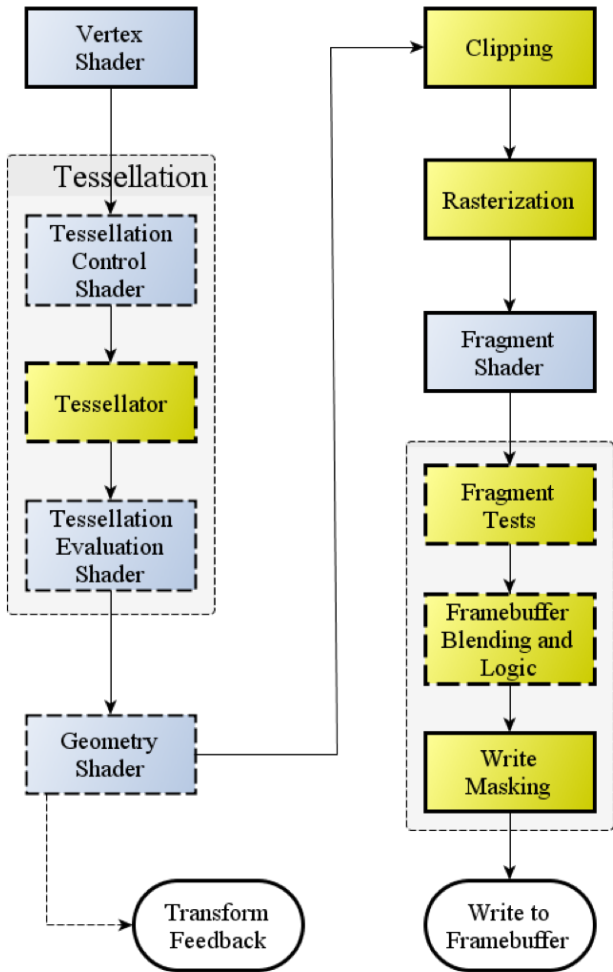 Vertex
Shader
Tessellation
Tessellation
Control
Shader
Tessellator
Tessellation
Evaluation
Shader
Geometry
Shader
Transform
Feedback
Clipping
Rasterization
Fragment
Shader
Fragment
Tests
Framebuffer
Blending and
Logic
Write
Masking
Write to
Framebuffer